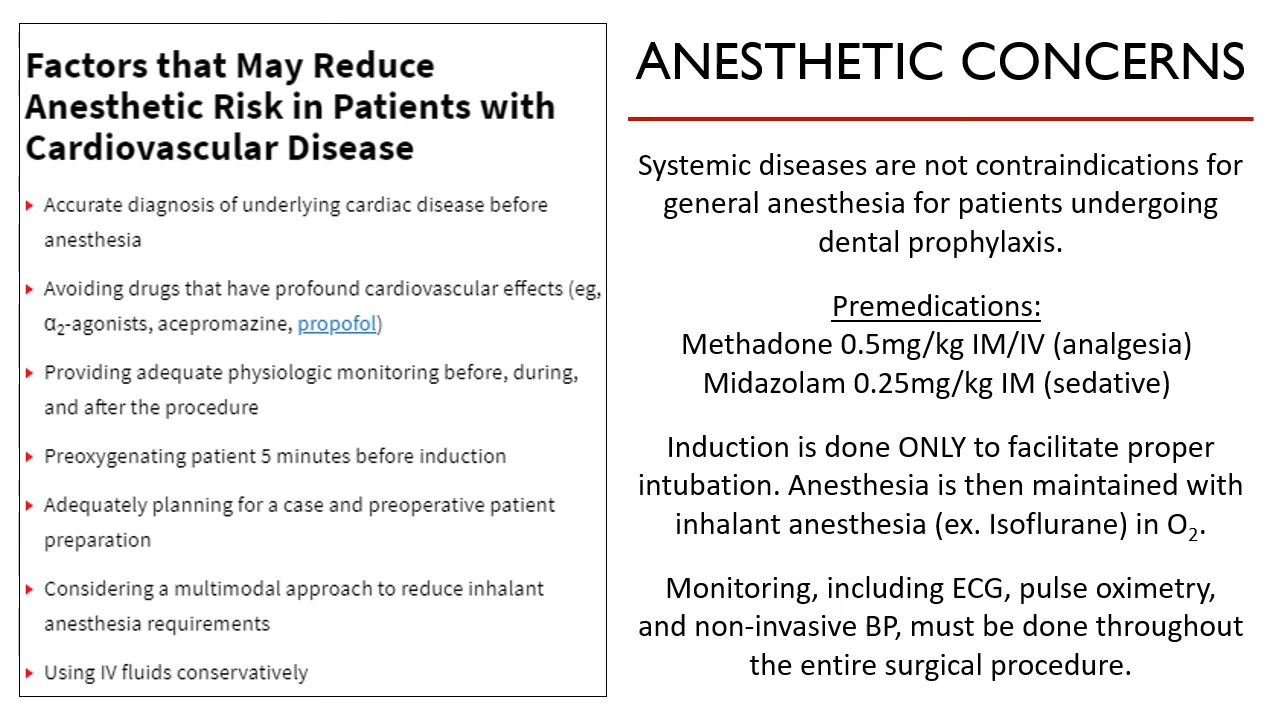 Factors that May Reduce
Anesthetic Risk in Patients with
Cardiovascular Disease
Accurate diagnosis of underlying cardiac disease before
anesthesia
Avoiding drugs that have profound cardiovascular effects (eg,
α₂-agonists, acepromazine, propofol)
Providing adequate physiologic monitoring before, during,
and after the procedure
Preoxygenating patient 5 minutes before induction
Adequately planning for a case and preoperative patient
preparation
Considering a multimodal approach to reduce inhalant
anesthesia requirements
Using IV fluids conservatively
ANESTHETIC CONCERNS
Systemic diseases are not contraindications for
general anesthesia for patients undergoing
dental prophylaxis.
Premedications:
Methadone 0.5mg/kg IM/IV (analgesia)
Midazolam 0.25mg/kg IM (sedative)
Induction is done ONLY to facilitate proper
intubation. Anesthesia is then maintained with
inhalant anesthesia (ex. Isoflurane) in O₂.
Monitoring, including ECG, pulse oximetry,
and non-invasive BP, must be done throughout
the entire surgical procedure.